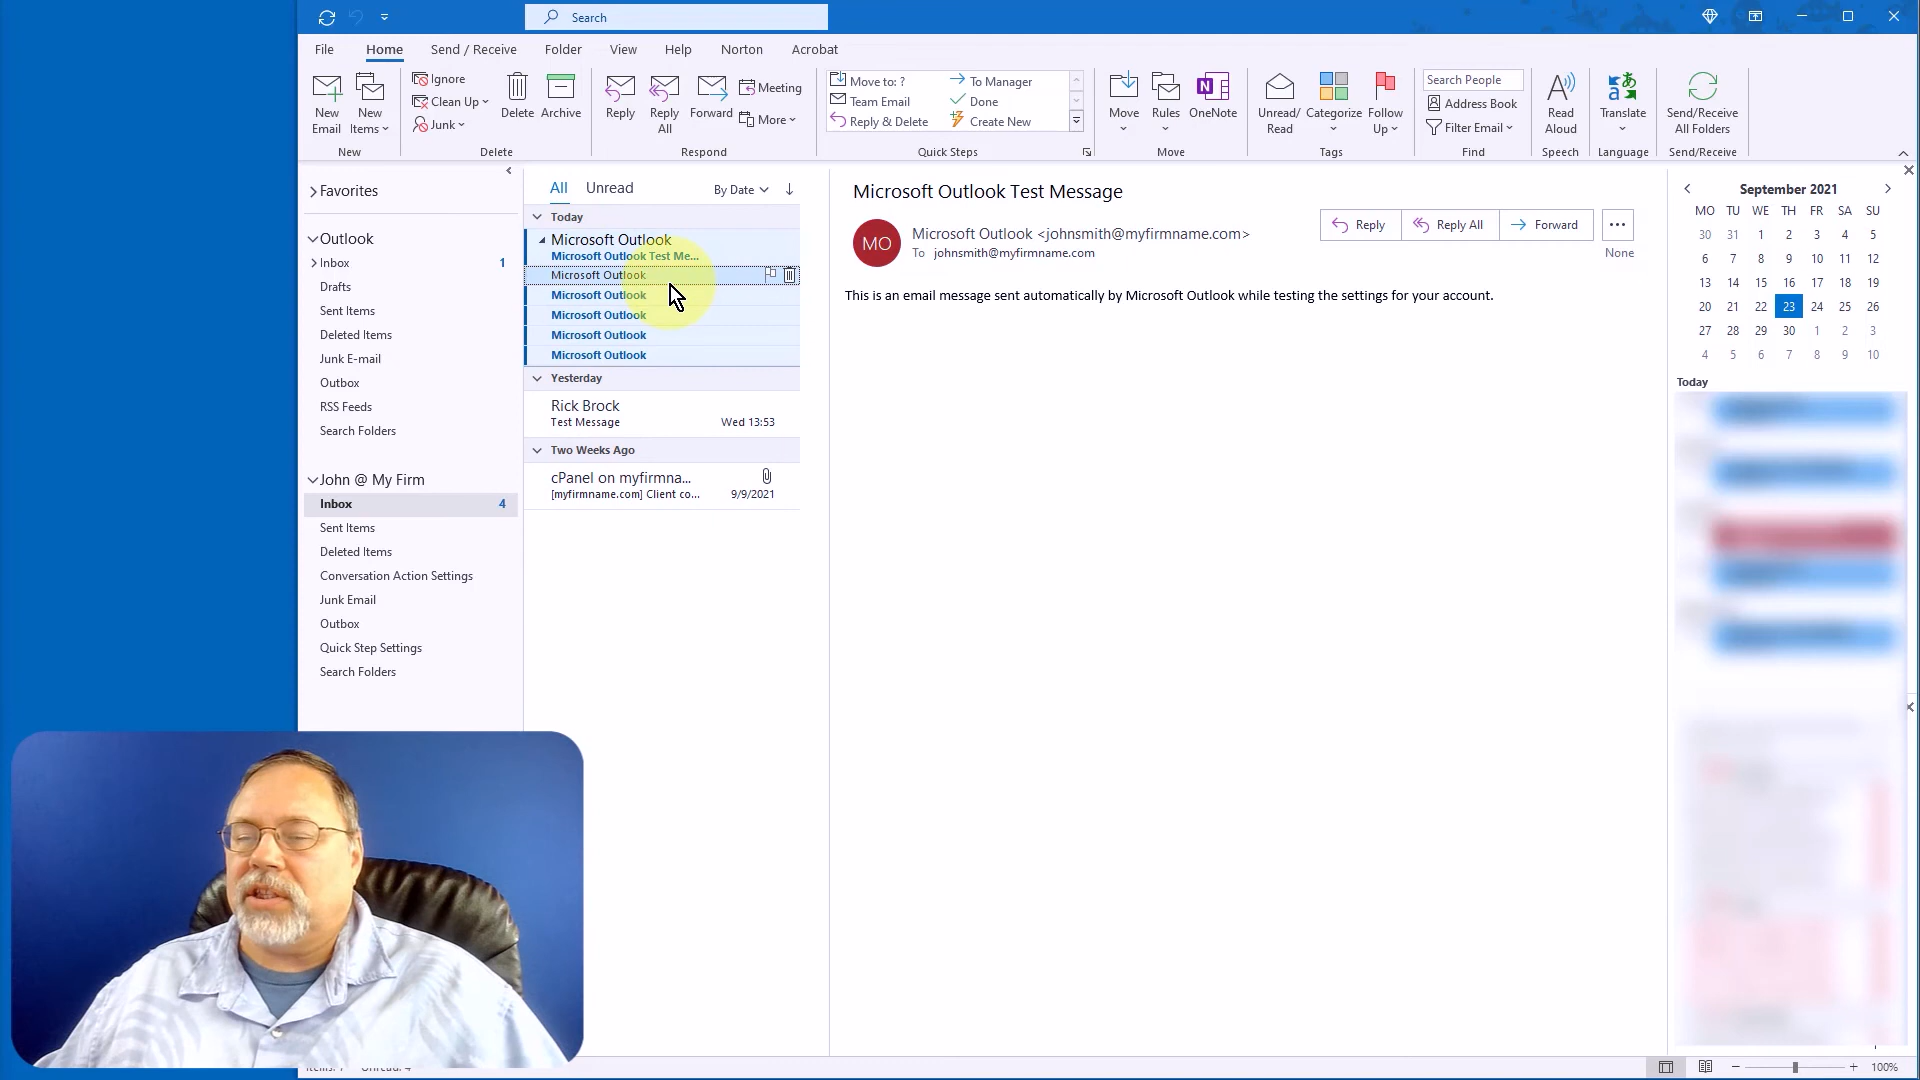 Search
File Home Send / Receive Folder View Help Norton Acrobat
New Email
New Items
New
Ignore
Clean Up
Junk
Delete
Archive
Delete
Reply
Reply All
Forward
Meeting
More
Respond
Move to: ?
Team Email
Reply & Delete
To Manager
Done
Create New
Quick Steps
Move
Rules
OneNote
Move
Unread/ Read
Categorize
Follow Up
Tags
Search People
Address Book
Filter Email
Find
Read Aloud
Speech
Translate
Language
Send/Receive All Folders
Send/Receive
Favorites
Outlook
Inbox 1
Drafts
Sent Items
Deleted Items
Junk E-mail
Outbox
RSS Feeds
Search Folders
John @ My Firm
Inbox 4
Sent Items
Deleted Items
Conversation Action Settings
Junk Email
Outbox
Quick Step Settings
Search Folders
All Unread By Date
Today
Microsoft Outlook
Microsoft Outlook Test Me...
Microsoft Outlook
Microsoft Outlook
Microsoft Outlook
Microsoft Outlook
Microsoft Outlook
Yesterday
Rick Brock
Test Message Wed 13:53
Two Weeks Ago
cPanel on myfirmna...
[myfirmname.com] Client co... 9/9/2021
Microsoft Outlook Test Message
MO
Microsoft Outlook <johnsmith@myfirmname.com>
To johnsmith@myfirmname.com
Reply Reply All Forward ...
None
This is an email message sent automatically by Microsoft Outlook while testing the settings for your account.
September 2021
MO TU WE TH FR SA SU
30 31 1 2 3 4 5
6 7 8 9 10 11 12
13 14 15 16 17 18 19
20 21 22 23 24 25 26
27 28 29 30 1 2 3
4 5 6 7 8 9 10
Today
100%